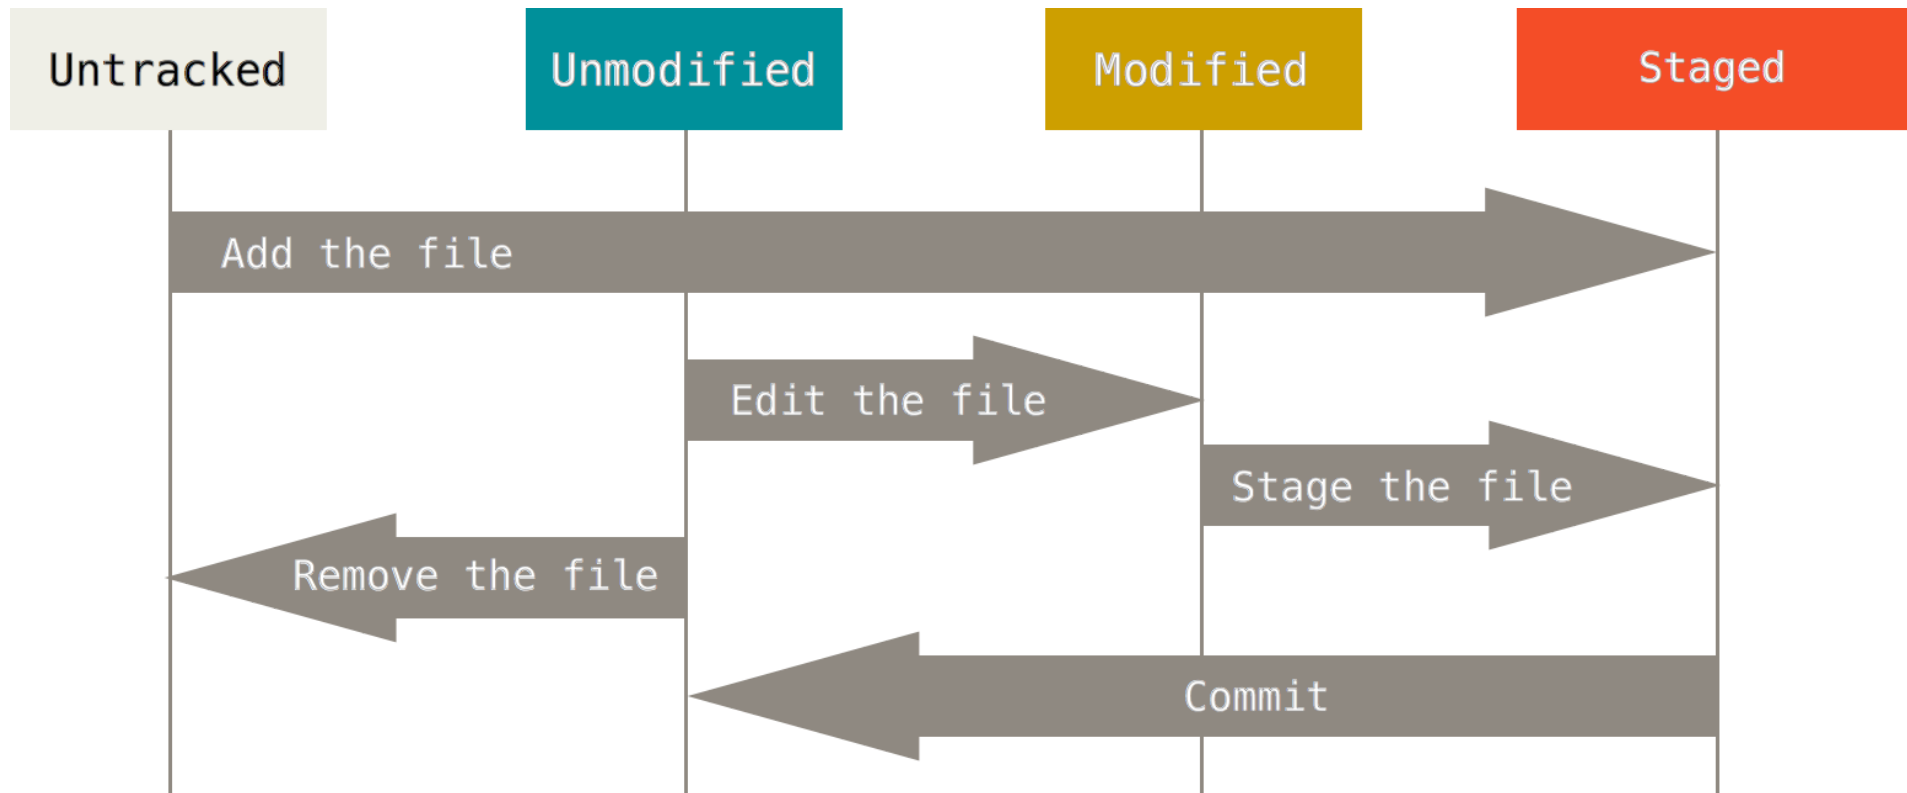 Untracked
Unmodified
Modified
Staged
Add the file
Edit the file
Stage the file
Remove the file
Commit